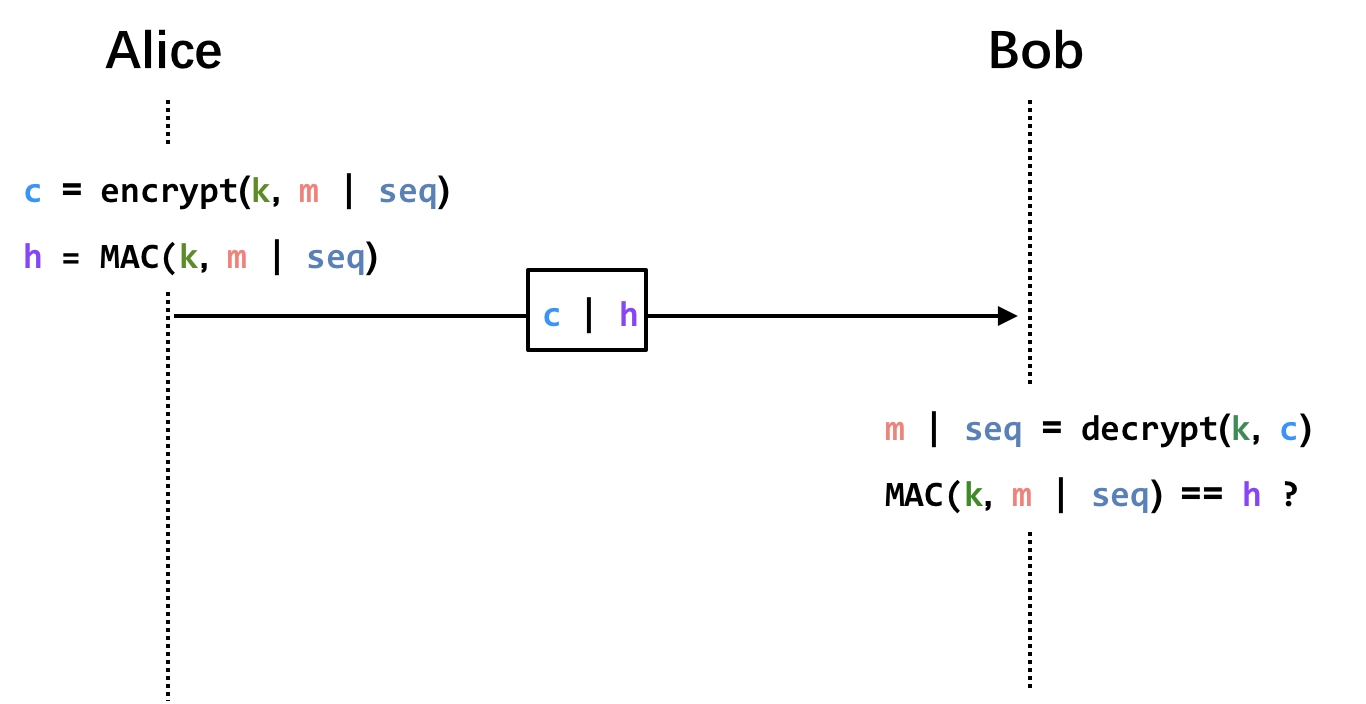 Alice
Bob
c = encrypt(k, m | seq)
h = MAC(k, m | seq)
c | h
m | seq = decrypt(k, c)
MAC(k, m | seq) == h ?